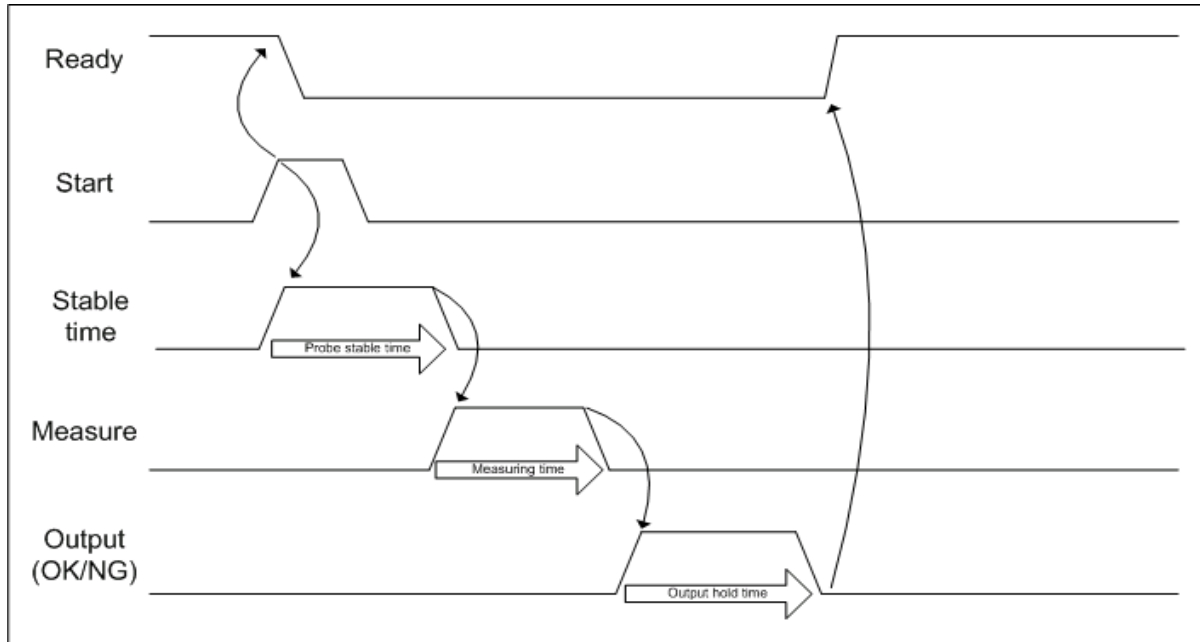 Ready
Start
Stable
time
Probe stable time
Measure
Measuring time
Output
(OK/NG)
Output hold time